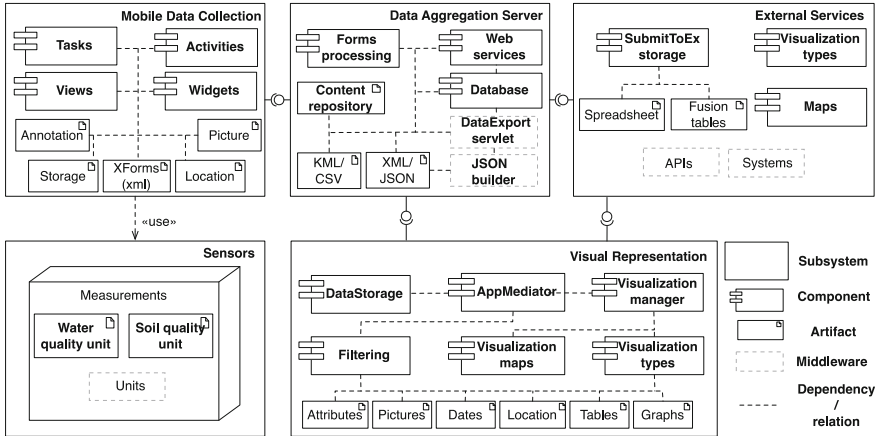 Mobile Data Collection
Tasks
Activities
Views
Widgets
Annotation
Picture
Storage
XForms
(xml)
Location
«use»
Data Aggregation Server
Forms
processing
Web
services
Content
repository
Database
DataExport
servlet
KML/
CSV
XML/
JSON
JSON
builder
External Services
SubmitToEx
storage
Visualization
types
Spreadsheet
Fusion
tables
Maps
APIs
Systems
Sensors
Measurements
Water
quality unit
Soil quality
unit
Units
Visual Representation
DataStorage
AppMediator
Visualization
manager
Filtering
Visualization
maps
Visualization
types
Attributes
Pictures
Dates
Location
Tables
Graphs
Subsystem
Component
Artifact
Middleware
Dependency
/
relation